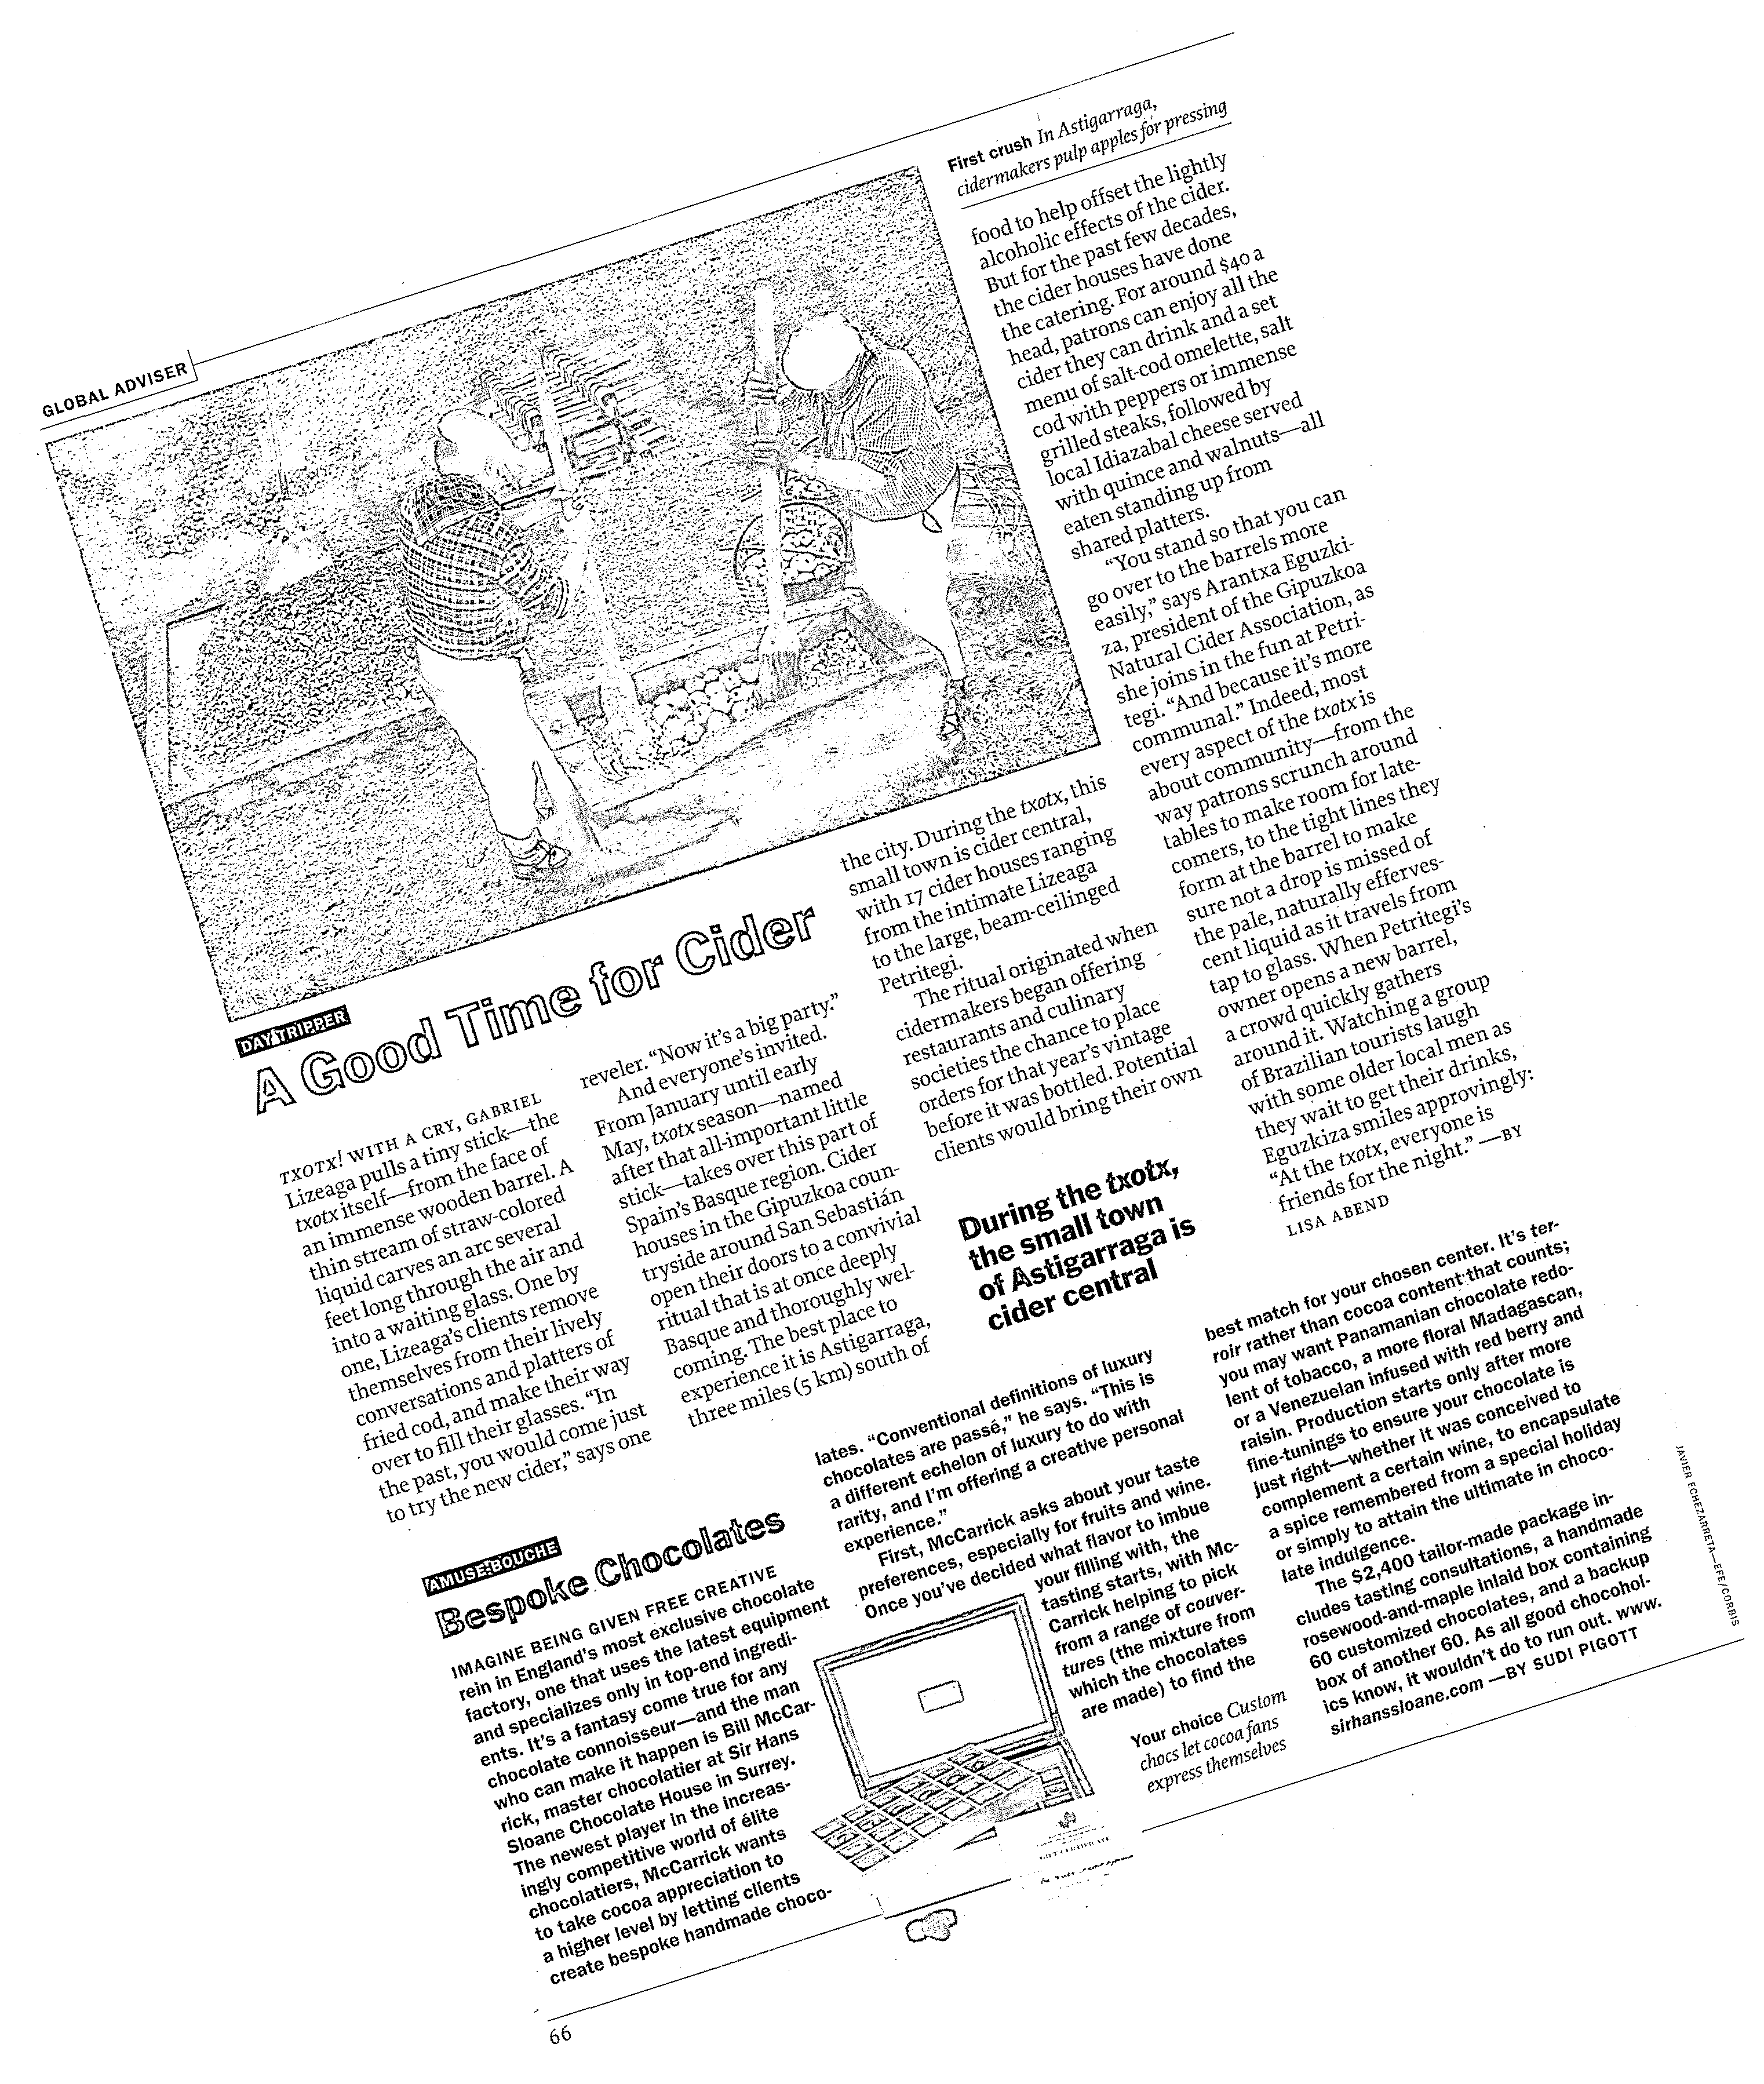 GLOBAL ADVISER
First crush In Astigarraga,
cidermakers pulp apples for pressing
DAY TRIPPER
A Good Time for Cider
TXOTX! WITH A CRY, GABRIEL
Lizeaga pulls a tiny stick—the
txotx itself—from the face of
an immense wooden barrel. A
thin stream of straw-colored
liquid carves an arc several
feet long through the air and
into a waiting glass. One by
one, Lizeaga's clients remove
themselves from their lively
conversations and platters of
fried cod, and make their way
over to fill their glasses. “In
the past, you would come just
to try the new cider,” says one
reveler. “Now it's a big party.”
And everyone's invited.
From January until early
May, txotx season—named
after that all-important little
stick—takes over this part of
Spain's Basque region. Cider
houses in the Gipuzkoa coun-
tryside around San Sebastián
open their doors to a convivial
ritual that is at once deeply
Basque and thoroughly wel-
coming. The best place to
experience it is Astigarraga,
three miles (5 km) south of
the city. During the txotx, this
small town is cider central,
with 17 cider houses ranging
from the intimate Lizeaga
to the large, beam-ceilinged
Petritegi.
The ritual originated when
cidermakers began offering
restaurants and culinary
societies the chance to place
orders for that year's vintage
before it was bottled. Potential
clients would bring their own
During the txotx,
the small town
of Astigarraga is
cider central
food to help offset the lightly
alcoholic effects of the cider.
But for the past few decades,
the cider houses have done
the catering. For around $40 a
head, patrons can enjoy all the
cider they can drink and a set
menu of salt-cod omelette, salt
cod with peppers or immense
grilled steaks, followed by
local Idiazabal cheese served
with quince and walnuts—all
eaten standing up from
shared platters.
“You stand so that you can
go over to the barrels more
easily,” says Arantxa Eguzki-
za, president of the Gipuzkoa
Natural Cider Association, as
she joins in the fun at Petri-
tegi. “And because it's more
communal.” Indeed, most
every aspect of the txotx is
about community—from the
way patrons scrunch around
tables to make room for late-
comers, to the tight lines they
form at the barrel to make
sure not a drop is missed of
the pale, naturally efferves-
cent liquid as it travels from
tap to glass. When Petritegi's
owner opens a new barrel,
a crowd quickly gathers
around it. Watching a group
of Brazilian tourists laugh
with some older local men as
they wait to get their drinks,
Eguzkiza smiles approvingly:
“At the txotx, everyone is
friends for the night.” —BY
LISA ABEND
AMUSE-BOUCHE
Bespoke Chocolates
IMAGINE BEING GIVEN FREE CREATIVE
rein in England's most exclusive chocolate
factory, one that uses the latest equipment
and specializes only in top-end ingredi-
ents. It's a fantasy come true for any
chocolate connoisseur—and the man
who can make it happen is Bill McCar-
rick, master chocolatier at Sir Hans
Sloane Chocolate House in Surrey.
The newest player in the increas-
ingly competitive world of élite
chocolatiers, McCarrick wants
to take cocoa appreciation to
a higher level by letting clients
create bespoke handmade choco-
lates. “Conventional definitions of luxury
chocolates are passé,” he says. “This is
a different echelon of luxury to do with
rarity, and I'm offering a creative personal
experience.”
First, McCarrick asks about your taste
preferences, especially for fruits and wine.
Once you've decided what flavor to imbue
your filling with, the
tasting starts, with Mc-
Carrick helping to pick
from a range of couver-
tures (the mixture from
which the chocolates
are made) to find the
Your choice Custom
chocs let cocoa fans
express themselves
GIFT CERTIFICATE
best match for your chosen center. It's ter-
roir rather than cocoa content that counts;
you may want Panamanian chocolate redo-
lent of tobacco, a more floral Madagascan,
or a Venezuelan infused with red berry and
raisin. Production starts only after more
fine-tunings to ensure your chocolate is
just right—whether it was conceived to
complement a certain wine, to encapsulate
a spice remembered from a special holiday
or simply to attain the ultimate in choco-
late indulgence.
The $2,400 tailor-made package in-
cludes tasting consultations, a handmade
rosewood-and-maple inlaid box containing
60 customized chocolates, and a backup
box of another 60. As all good chocohol-
ics know, it wouldn't do to run out. www.
sirhanssloane.com —BY SUDI PIGOTT
JAVIER ECHEZARRETA—EFE/CORBIS
66